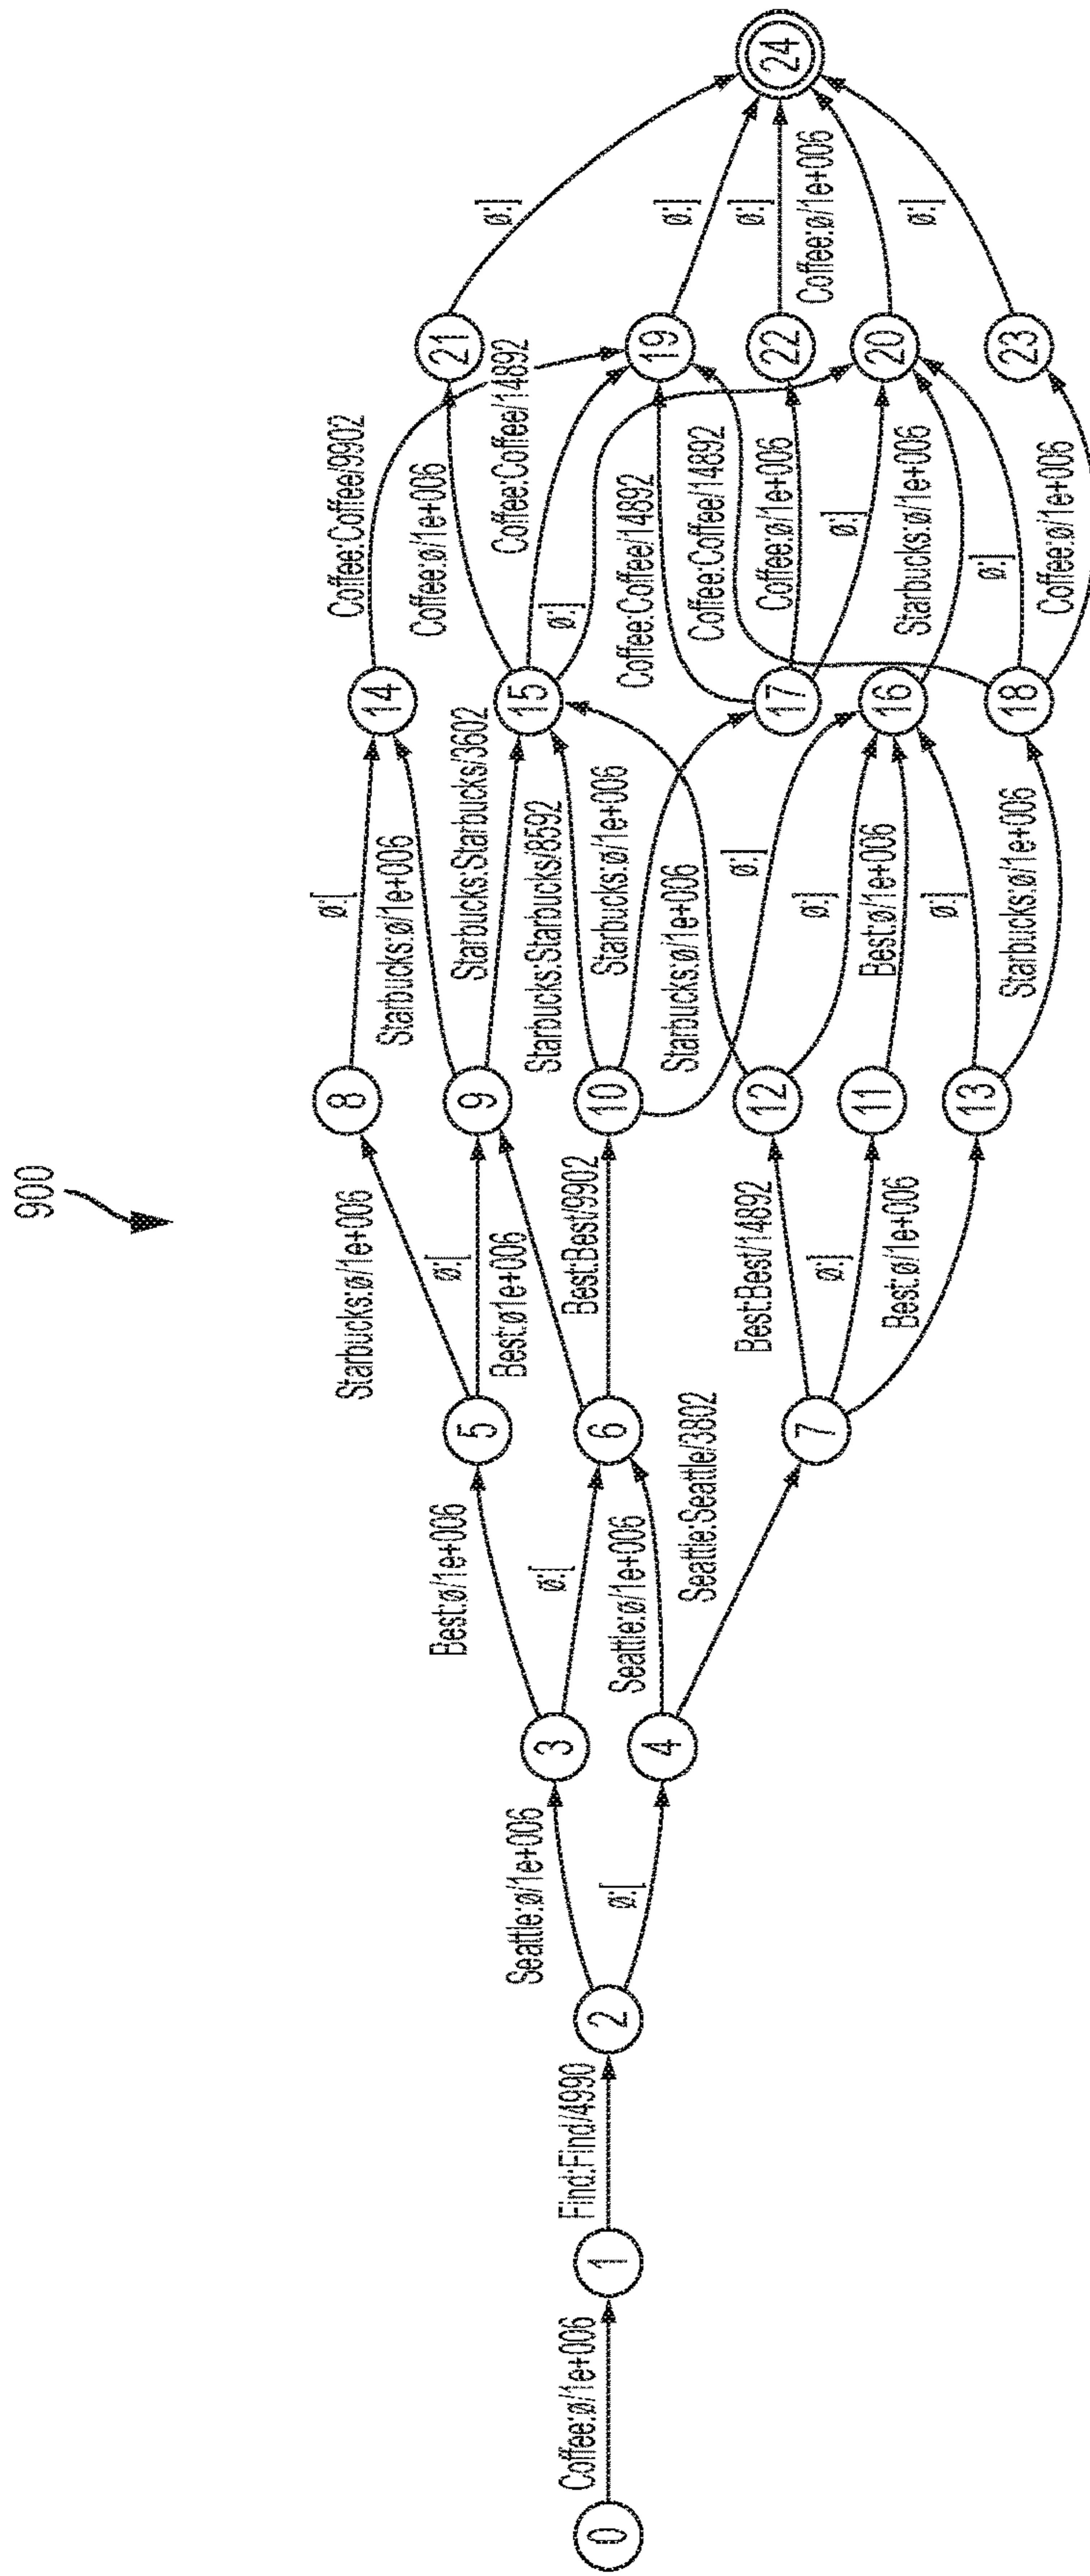 900
0
Coffee:ø/1e+006
1
Find:Find/4990
2
Seattle:ø/1e+006
ø:[
3
4
Best:ø/1e+006
ø:[
Seattle:ø/1e+006
Seattle:Seattle/3802
5
6
7
Starbucks:ø/1e+006
ø:[
Best:ø1e+006
Best:Best/9902
Best:Best/14892
ø:]
Best:ø/1e+006
8
9
10
12
11
13
ø:[
Starbucks:ø/1e+006
Starbucks:Starbucks/3602
Starbucks:Starbucks/8592
Starbucks:ø/1e+006
Starbucks:ø/1e+006
ø:]
ø:]
Best:ø/1e+006
ø:]
Starbucks:ø/1e+006
14
15
17
16
18
Coffee:Coffee/9902
Coffee:ø/1e+006
Coffee:Coffee/14892
ø:]
Coffee:Coffee/14892
Coffee:Coffee/14892
Coffee:ø/1e+006
ø:]
Starbucks:ø/1e+006
ø:]
Coffee:ø/1e+006
21
19
22
20
23
ø:]
ø:]
ø:]
Coffee:ø/1e+006
ø:]
24